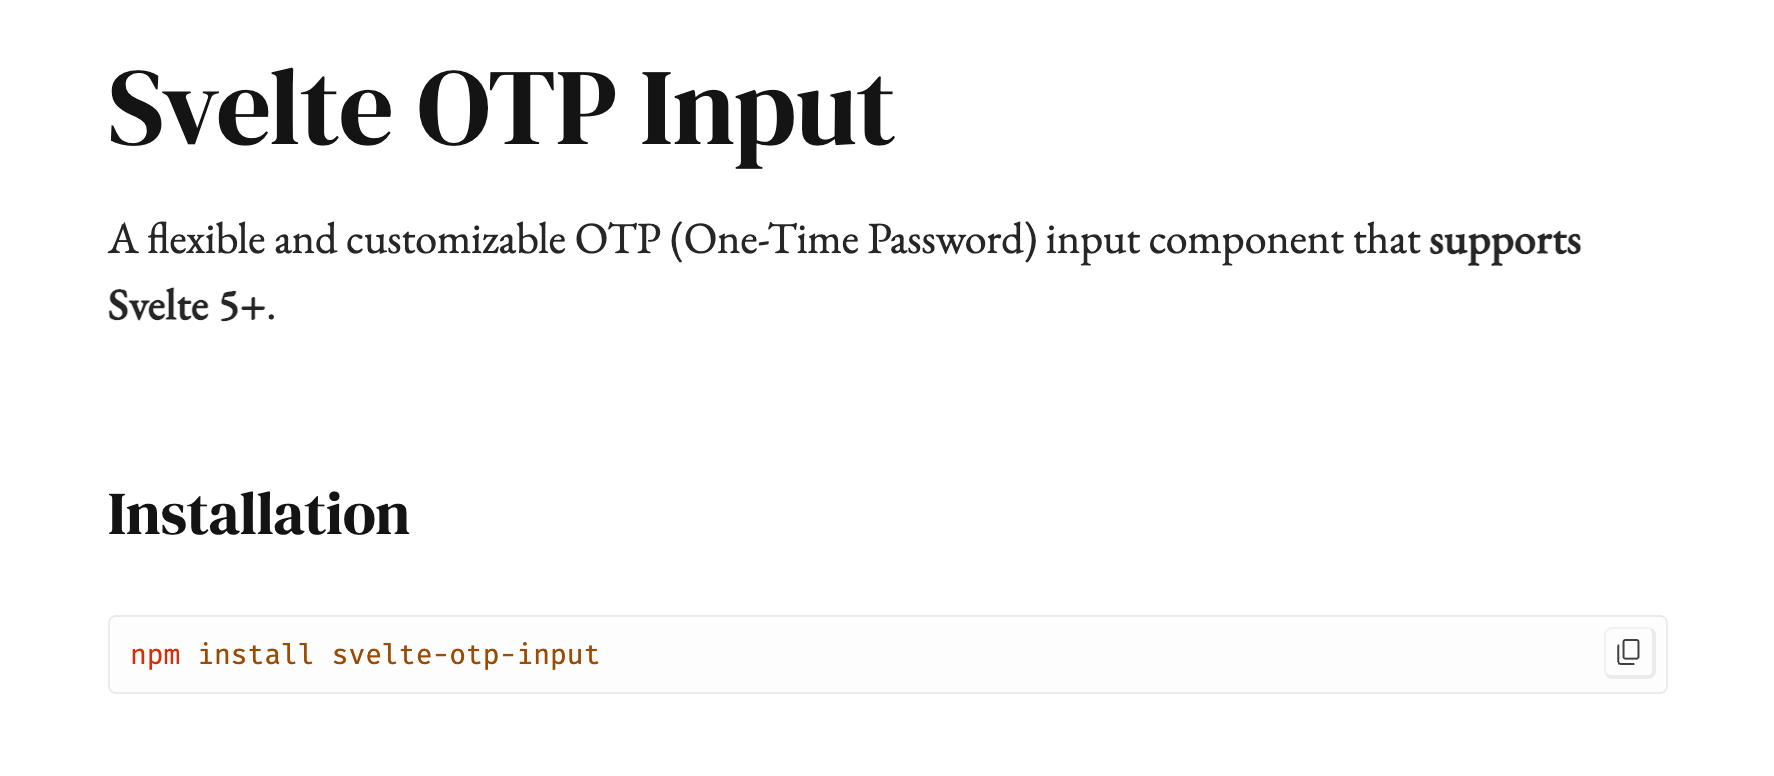 Svelte OTP Input
A flexible and customizable OTP (One-Time Password) input component that supports
Svelte 5+.
Installation
npm install svelte-otp-input